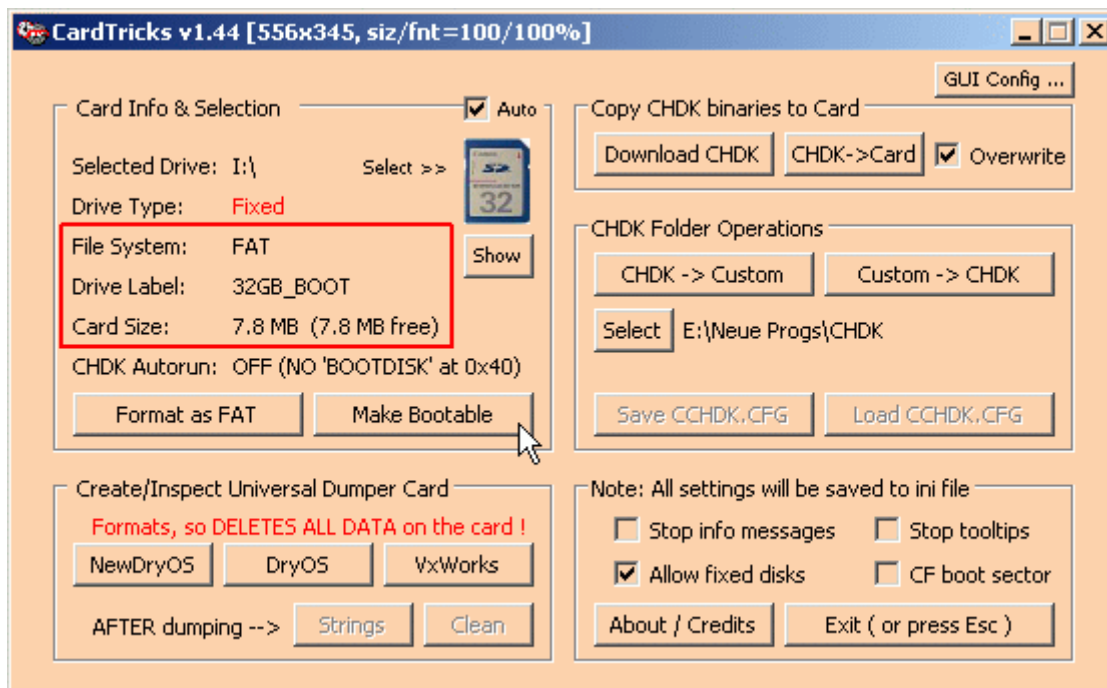 CardTricks v1.44 [556x345, siz/fnt=100/100%]
GUI Config ...
Card Info & Selection
Auto
Selected Drive: I:\
Select >>
32
Drive Type: Fixed
File System: FAT
Show
Drive Label: 32GB_BOOT
Card Size: 7.8 MB (7.8 MB free)
CHDK Autorun: OFF (NO 'BOOTDISK' at 0x40)
Format as FAT
Make Bootable
Copy CHDK binaries to Card
Download CHDK
CHDK->Card
Overwrite
CHDK Folder Operations
CHDK -> Custom
Custom -> CHDK
Select
E:\Neue Progs\CHDK
Save CCHDK.CFG
Load CCHDK.CFG
Create/Inspect Universal Dumper Card
Formats, so DELETES ALL DATA on the card !
NewDryOS
DryOS
VxWorks
AFTER dumping -->
Strings
Clean
Note: All settings will be saved to ini file
Stop info messages
Stop tooltips
Allow fixed disks
CF boot sector
About / Credits
Exit ( or press Esc )